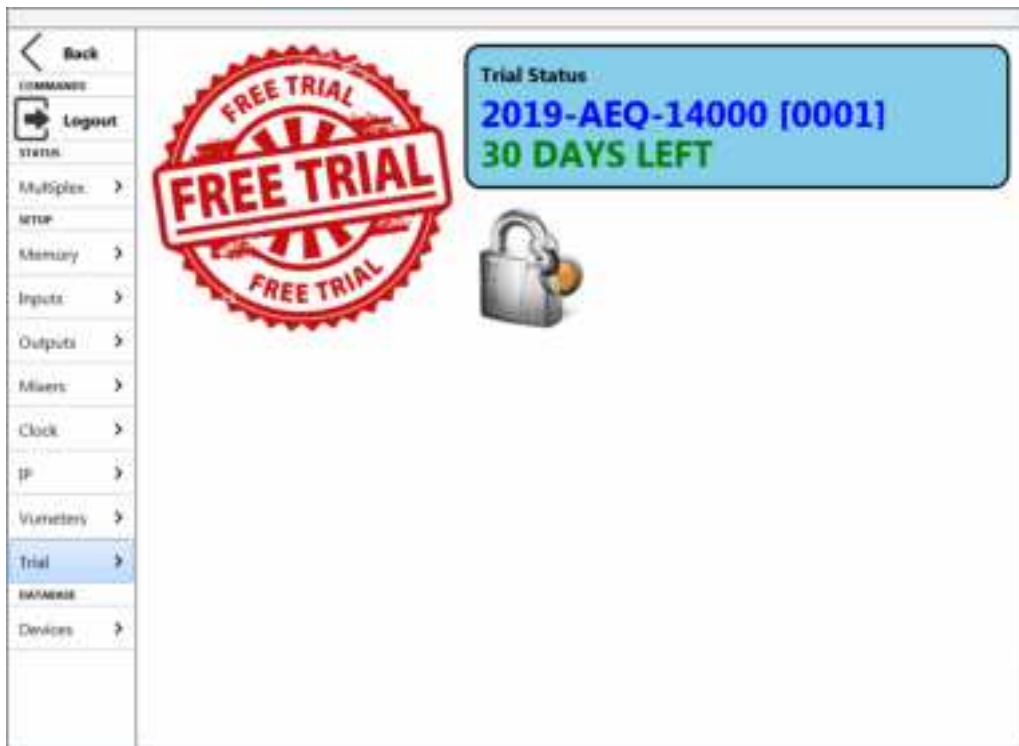 Back
COMMANDS
Logout
STATUS
Multiplex
SETUP
Memory
Inputs
Outputs
Mixers
Clock
IP
Vumeters
Trial
DATABASE
Devices
FREE TRIAL
FREE TRIAL
FREE TRIAL
Trial Status
2019-AEQ-14000 [0001]
30 DAYS LEFT